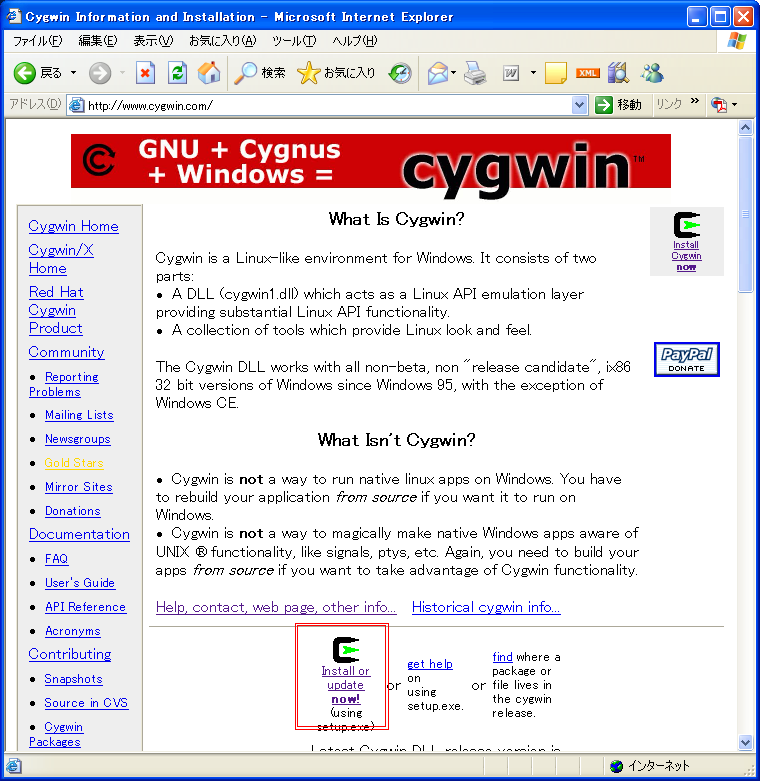 Cygwin Information and Installation - Microsoft Internet Explorer
ファイル(F) 編集(E) 表示(V) お気に入り(A) ツール(T) ヘルプ(H)
戻る 検索 お気に入り W XML
アドレス(D) http://www.cygwin.com/ 移動 リンク »
GNU + Cygnus
+ Windows =
cygwin™
Cygwin Home
Cygwin/X
Home
Red Hat
Cygwin
Product
Community
● Reporting
Problems
● Mailing Lists
● Newsgroups
● Gold Stars
● Mirror Sites
● Donations
Documentation
● FAQ
● User's Guide
● API Reference
● Acronyms
Contributing
● Snapshots
● Source in CVS
● Cygwin
Packages
What Is Cygwin?
Cygwin is a Linux-like environment for Windows. It consists of two
parts:
● A DLL (cygwin1.dll) which acts as a Linux API emulation layer
providing substantial Linux API functionality.
● A collection of tools which provide Linux look and feel.
The Cygwin DLL works with all non-beta, non "release candidate", ix86
32 bit versions of Windows since Windows 95, with the exception of
Windows CE.
What Isn't Cygwin?
● Cygwin is not a way to run native linux apps on Windows. You have
to rebuild your application from source if you want it to run on
Windows.
● Cygwin is not a way to magically make native Windows apps aware of
UNIX ® functionality, like signals, ptys, etc. Again, you need to build your
apps from source if you want to take advantage of Cygwin functionality.
Help, contact, web page, other info... Historical cygwin info...
Install or
update
now!
(using
setup.exe)
or
get help
on
using
setup.exe.
or
find where a
package or
file lives in
the cygwin
release.
Latest Cygwin DLL release version is
Install
Cygwin
now
PayPal
DONATE
インターネット